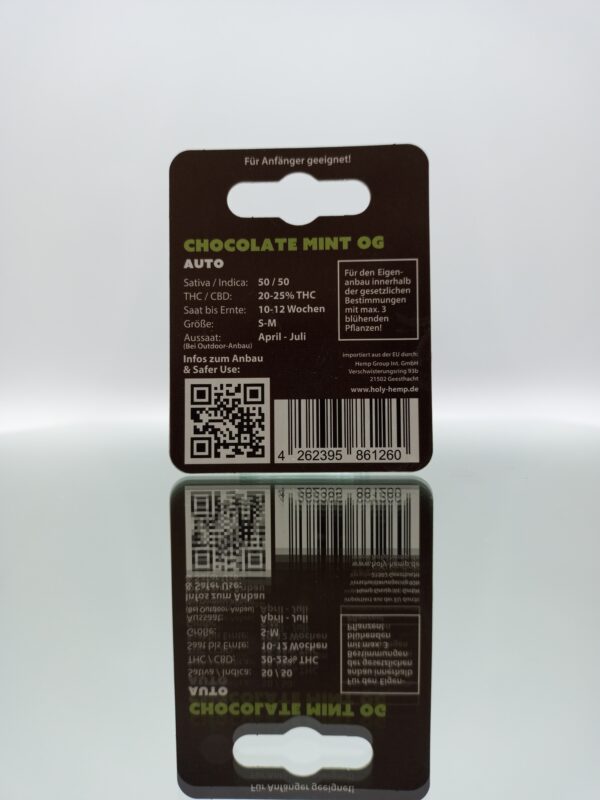 Für Anfänger geeignet!
CHOCOLATE MINT OG
AUTO
Sativa / Indica: 50 / 50
THC / CBD: 20-25% THC
Saat bis Ernte: 10-12 Wochen
Größe: S-M
Aussaat: April - Juli
(Bei Outdoor-Anbau)
Für den Eigen-
anbau innerhalb
der gesetzlichen
Bestimmungen
mit max. 3
blühenden
Pflanzen!
Infos zum Anbau
& Safer Use:
importiert aus der EU durch:
Hemp Group Int. GmbH
Verschwisterungsring 93b
21502 Geesthacht
www.holy-hemp.de
4 262395 861260